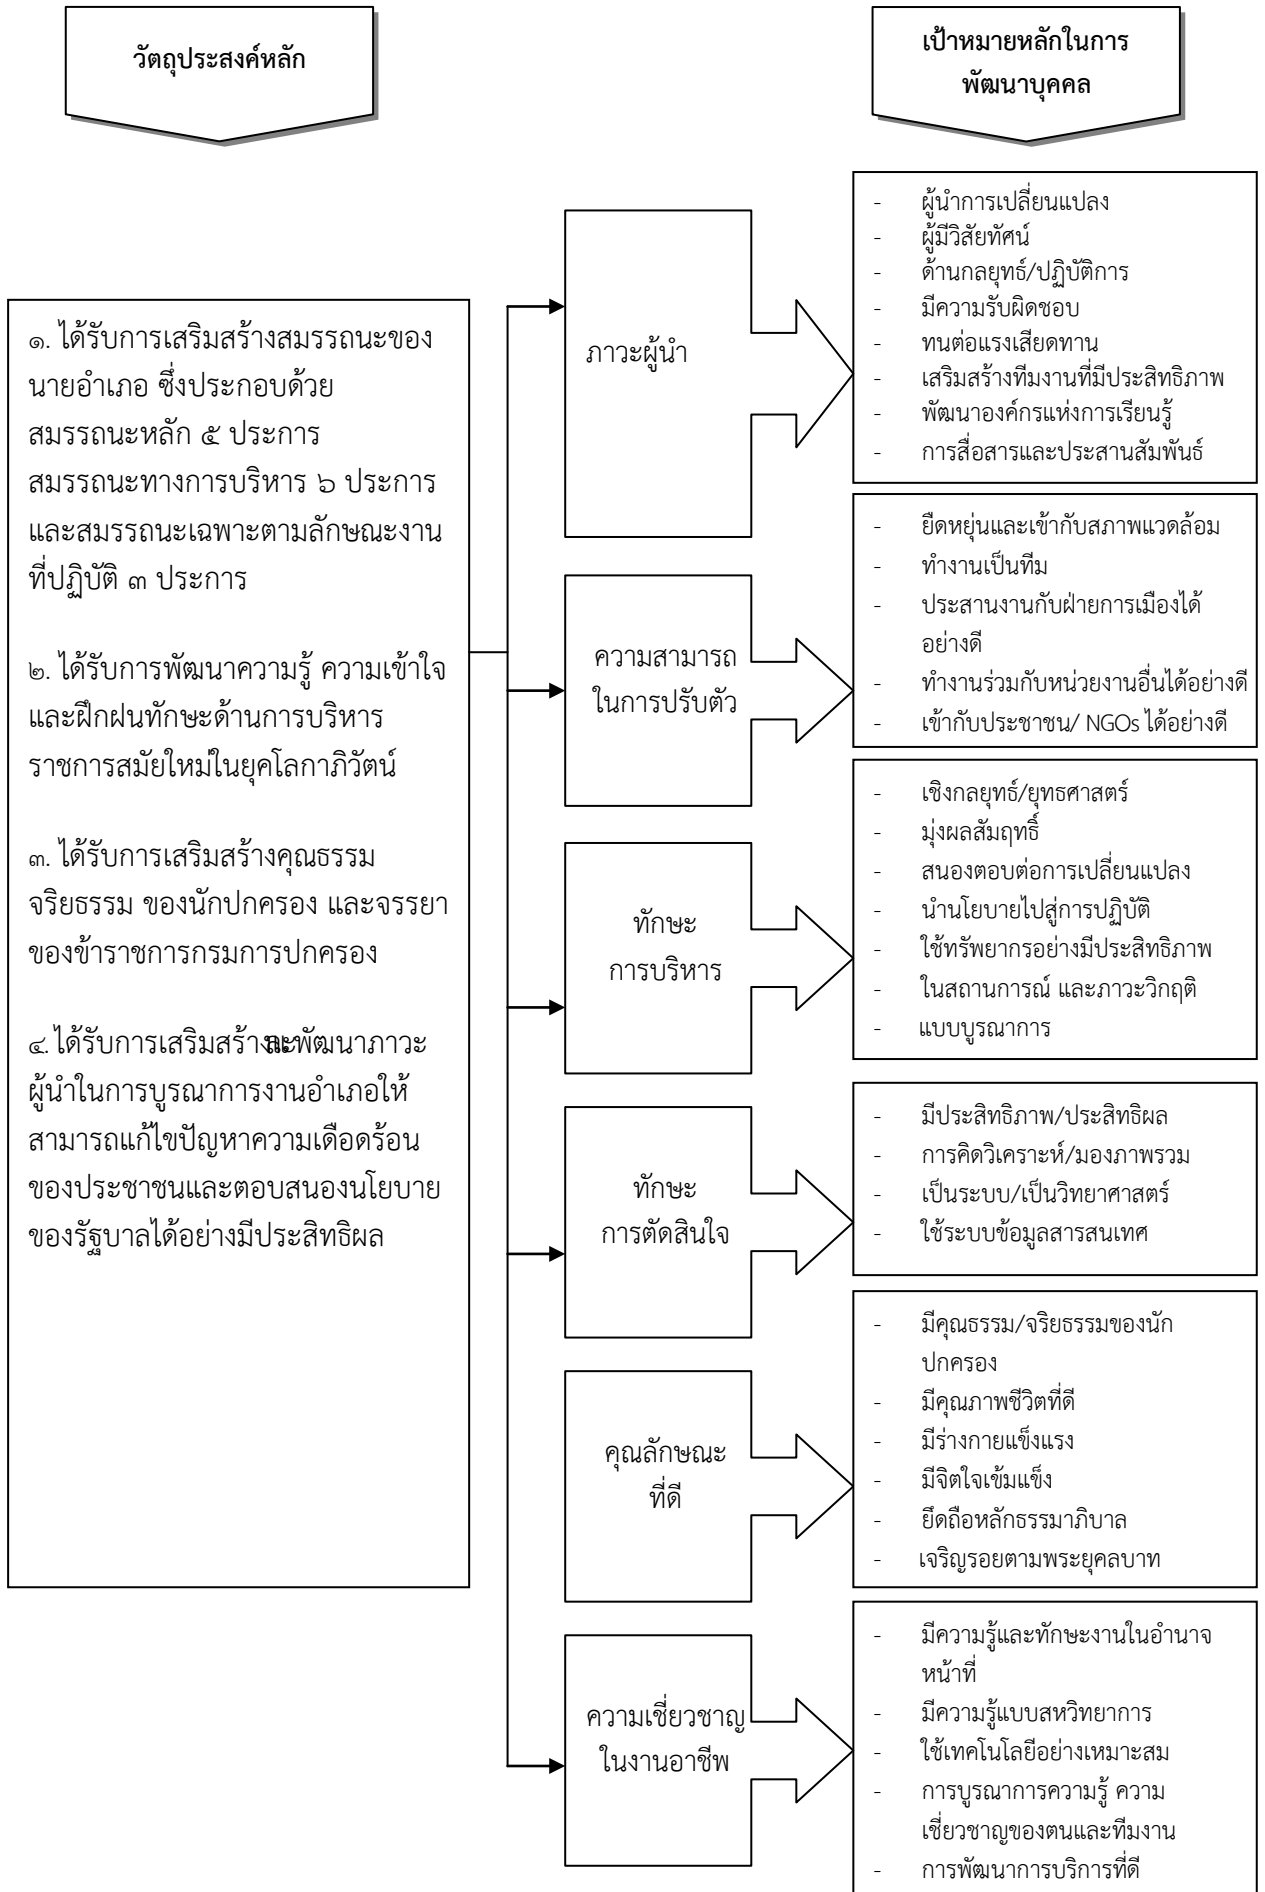 วัตถุประสงค์หลัก
เป้าหมายหลักในการ
พัฒนาบุคคล
๑. ได้รับการเสริมสร้างสมรรถนะของ
นายอำเภอ ซึ่งประกอบด้วย
สมรรถนะหลัก ๕ ประการ
สมรรถนะทางการบริหาร ๖ ประการ
และสมรรถนะเฉพาะตามลักษณะงาน
ที่ปฏิบัติ ๓ ประการ
๒. ได้รับการพัฒนาความรู้ ความเข้าใจ
และฝึกฝนทักษะด้านการบริหาร
ราชการสมัยใหม่ในยุคโลกาภิวัตน์
๓. ได้รับการเสริมสร้างคุณธรรม
จริยธรรม ของนักปกครอง และจรรยา
ของข้าราชการกรมการปกครอง
๔. ได้รับการเสริมสร้างและพัฒนาภาวะ
ผู้นำในการบูรณาการงานอำเภอให้
สามารถแก้ไขปัญหาความเดือดร้อน
ของประชาชนและตอบสนองนโยบาย
ของรัฐบาลได้อย่างมีประสิทธิผล
ภาวะผู้นำ
- ผู้นำการเปลี่ยนแปลง
- ผู้มีวิสัยทัศน์
- ด้านกลยุทธ์/ปฏิบัติการ
- มีความรับผิดชอบ
- ทนต่อแรงเสียดทาน
- เสริมสร้างทีมงานที่มีประสิทธิภาพ
- พัฒนาองค์กรแห่งการเรียนรู้
- การสื่อสารและประสานสัมพันธ์
ความสามารถ
ในการปรับตัว
- ยืดหยุ่นและเข้ากับสภาพแวดล้อม
- ทำงานเป็นทีม
- ประสานงานกับฝ่ายการเมืองได้
อย่างดี
- ทำงานร่วมกับหน่วยงานอื่นได้อย่างดี
- เข้ากับประชาชน/ NGOs ได้อย่างดี
ทักษะ
การบริหาร
- เชิงกลยุทธ์/ยุทธศาสตร์
- มุ่งผลสัมฤทธิ์
- สนองตอบต่อการเปลี่ยนแปลง
- นำนโยบายไปสู่การปฏิบัติ
- ใช้ทรัพยากรอย่างมีประสิทธิภาพ
- ในสถานการณ์ และภาวะวิกฤติ
- แบบบูรณาการ
ทักษะ
การตัดสินใจ
- มีประสิทธิภาพ/ประสิทธิผล
- การคิดวิเคราะห์/มองภาพรวม
- เป็นระบบ/เป็นวิทยาศาสตร์
- ใช้ระบบข้อมูลสารสนเทศ
คุณลักษณะ
ที่ดี
- มีคุณธรรม/จริยธรรมของนัก
ปกครอง
- มีคุณภาพชีวิตที่ดี
- มีร่างกายแข็งแรง
- มีจิตใจเข้มแข็ง
- ยึดถือหลักธรรมาภิบาล
- เจริญรอยตามพระยุคลบาท
ความเชี่ยวชาญ
ในงานอาชีพ
- มีความรู้และทักษะงานในอำนาจ
หน้าที่
- มีความรู้แบบสหวิทยาการ
- ใช้เทคโนโลยีอย่างเหมาะสม
- การบูรณาการความรู้ ความ
เชี่ยวชาญของตนและทีมงาน
- การพัฒนาการบริการที่ดี